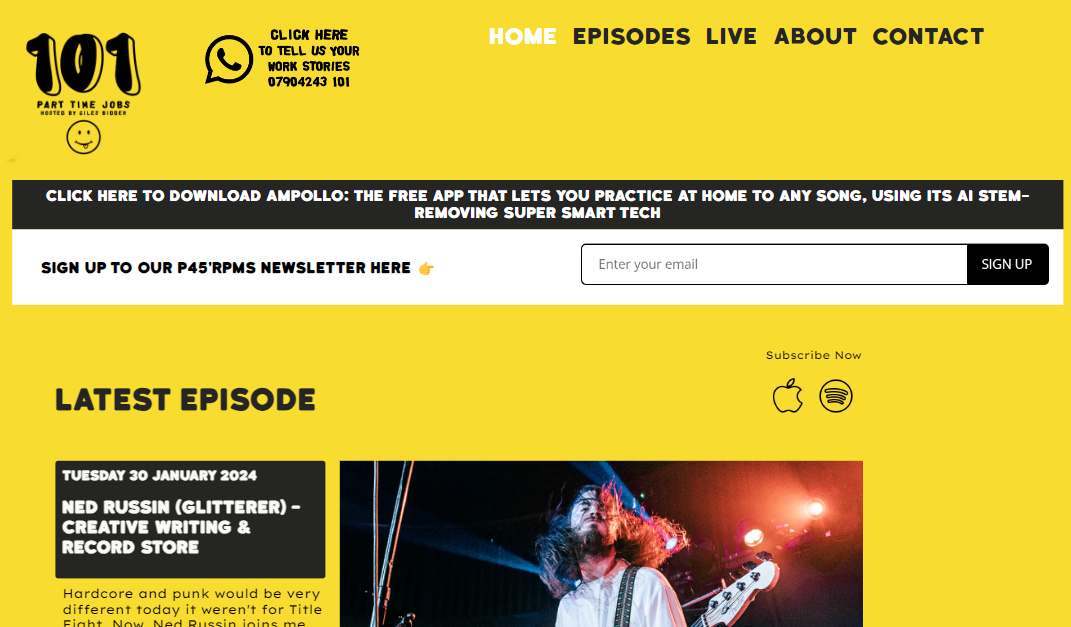 101
PART TIME JOBS
HOSTED BY GILES BIDDER
CLICK HERE
TO TELL US YOUR
WORK STORIES
07904243 101
HOME EPISODES LIVE ABOUT CONTACT
CLICK HERE TO DOWNLOAD AMPOLLO: THE FREE APP THAT LETS YOU PRACTICE AT HOME TO ANY SONG, USING ITS AI STEM-
REMOVING SUPER SMART TECH
SIGN UP TO OUR P45'RPMS NEWSLETTER HERE 👉
Enter your email
SIGN UP
Subscribe Now
LATEST EPISODE
TUESDAY 30 JANUARY 2024
NED RUSSIN (GLITTERER) -
CREATIVE WRITING &
RECORD STORE
Hardcore and punk would be very
different today it weren't for Title
Fight. Now, Ned Russin joins me